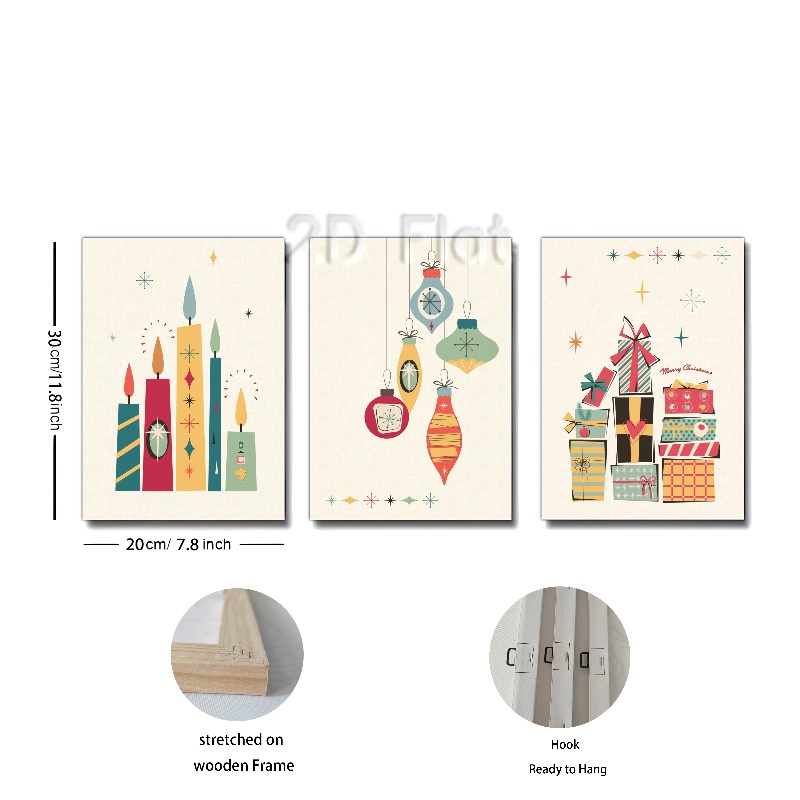 2D Flat
Merry Christmas
30cm/11.8inch
20cm/ 7.8 inch
stretched on
wooden Frame
Hook
Ready to Hang